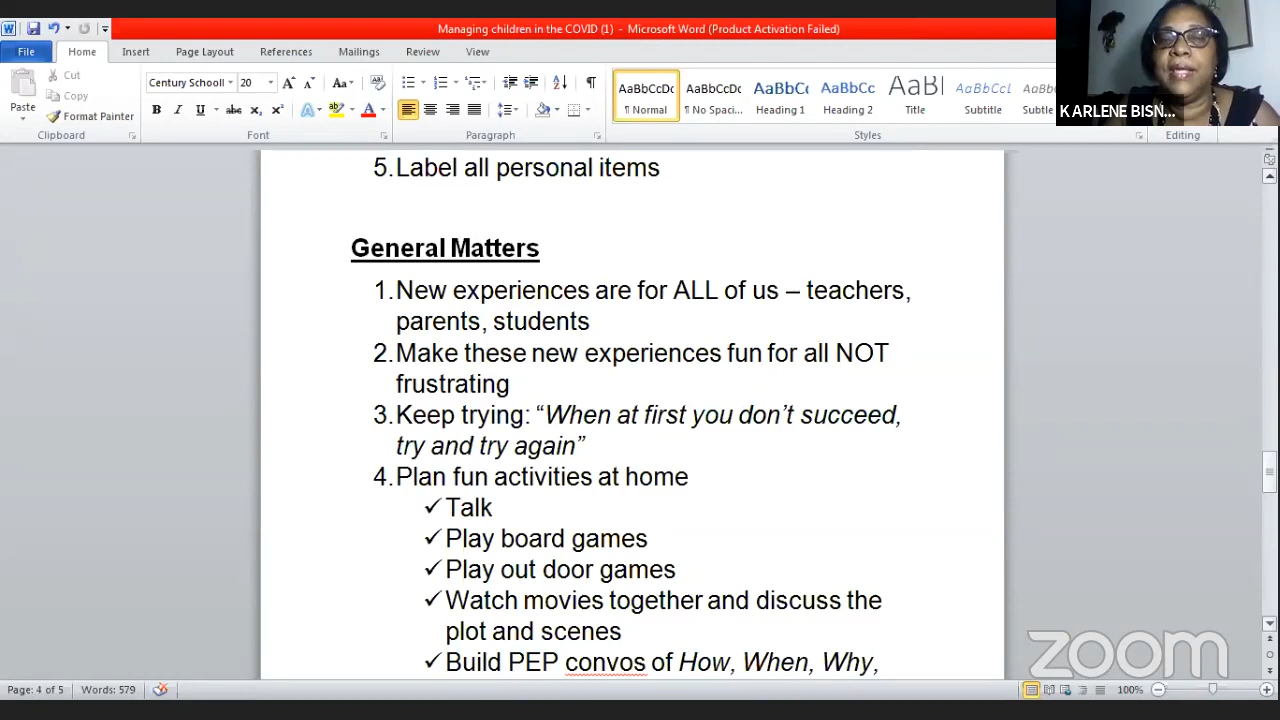 Managing children in the COVID (1) - Microsoft Word (Product Activation Failed)
File Home Insert Page Layout References Mailings Review View
Cut
Copy
Paste
Format Painter
Clipboard
Century Schooll 20
Font
Paragraph
AaBbCcDc AaBbCcDc AaBbCc AaBbCc AaBl AaBbCcl AaBbCcDc
¶ Normal ¶ No Spaci... Heading 1 Heading 2 Title Subtitle Subtle
Styles
Editing
KARLENE BISN...
5. Label all personal items
General Matters
1. New experiences are for ALL of us – teachers,
parents, students
2. Make these new experiences fun for all NOT
frustrating
3. Keep trying: “When at first you don’t succeed,
try and try again”
4. Plan fun activities at home
✓ Talk
✓ Play board games
✓ Play out door games
✓ Watch movies together and discuss the
plot and scenes
✓ Build PEP convos of How, When, Why,
zoom
Page: 4 of 5 Words: 579 100%